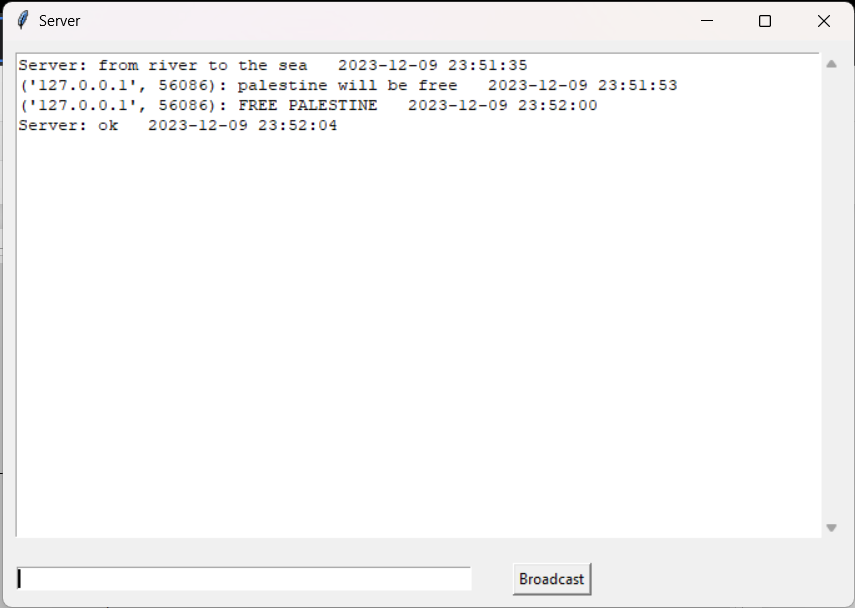 Server
Server: from river to the sea   2023-12-09 23:51:35
('127.0.0.1', 56086): palestine will be free   2023-12-09 23:51:53
('127.0.0.1', 56086): FREE PALESTINE   2023-12-09 23:52:00
Server: ok   2023-12-09 23:52:04
Broadcast